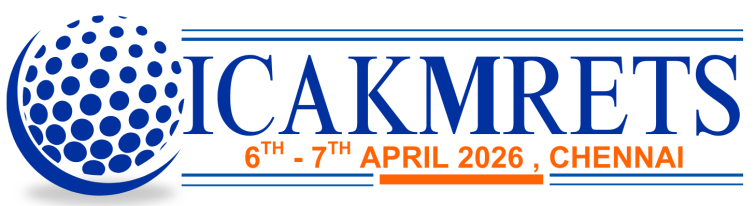 ICAKMRETS
6TH - 7TH APRIL 2026 , CHENNAI